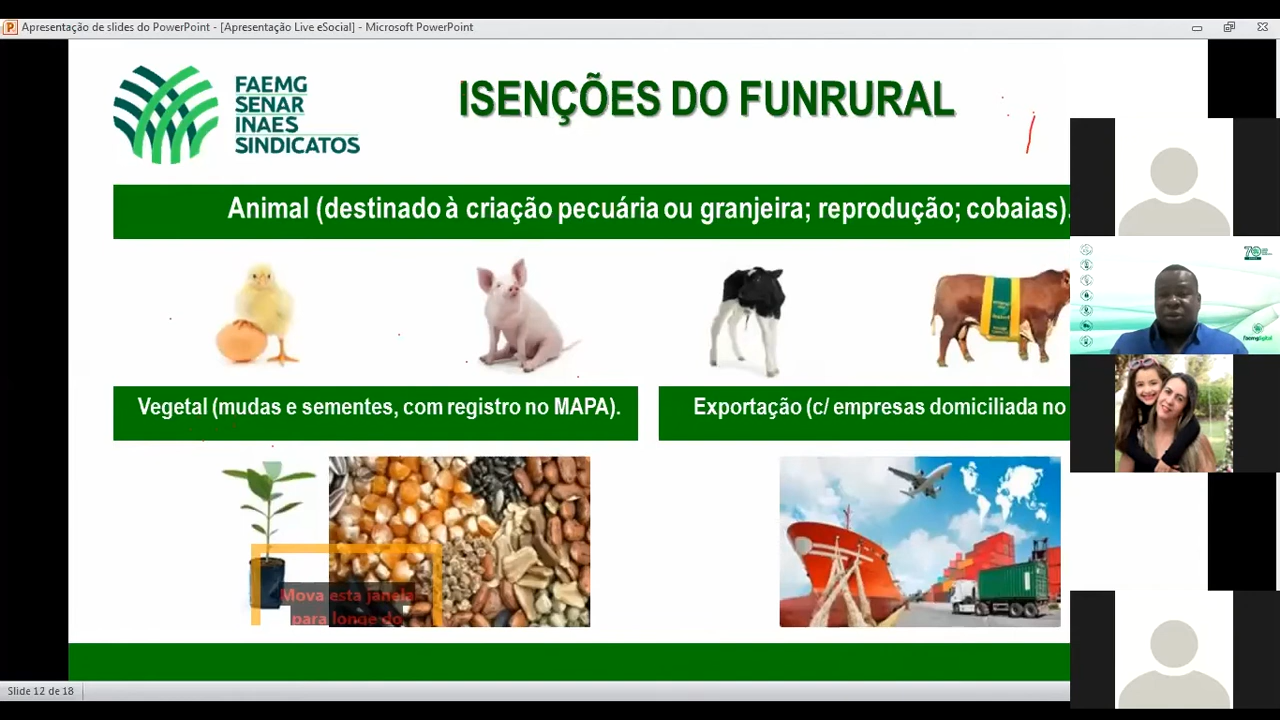 Apresentação de slides do PowerPoint - [Apresentação Live eSocial] - Microsoft PowerPoint
FAEMG
SENAR
INAES
SINDICATOS
ISENÇÕES DO FUNRURAL
Animal (destinado à criação pecuária ou granjeira; reprodução; cobaias).
Vegetal (mudas e sementes, com registro no MAPA).
Exportação (c/ empresas domiciliada no
Mova esta janela
para longe do
Slide 12 de 18